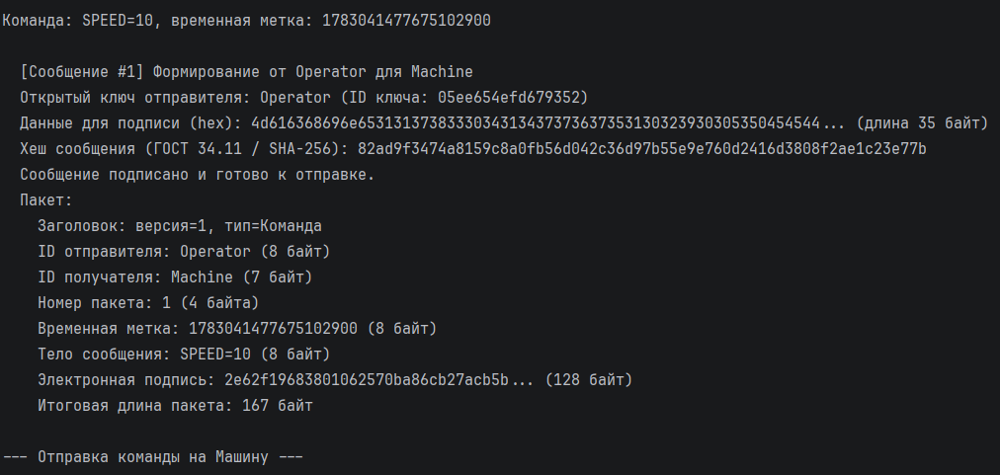 Команда: SPEED=10, временная метка: 1783041477675102900
[Сообщение #1] Формирование от Operator для Machine
Открытый ключ отправителя: Operator (ID ключа: 05ee654efd679352)
Данные для подписи (hex): 4d616368696e6531313738333034313437373637353130323930305350454544... (длина 35 байт)
Хеш сообщения (ГОСТ 34.11 / SHA-256): 82ad9f3474a8159c8a0fb56d042c36d97b55e9e760d2416d3808f2ae1c23e77b
Сообщение подписано и готово к отправке.
Пакет:
Заголовок: версия=1, тип=Команда
ID отправителя: Operator (8 байт)
ID получателя: Machine (7 байт)
Номер пакета: 1 (4 байта)
Временная метка: 1783041477675102900 (8 байт)
Тело сообщения: SPEED=10 (8 байт)
Электронная подпись: 2e62f19683801062570ba86cb27acb5b... (128 байт)
Итоговая длина пакета: 167 байт
--- Отправка команды на Машину ---